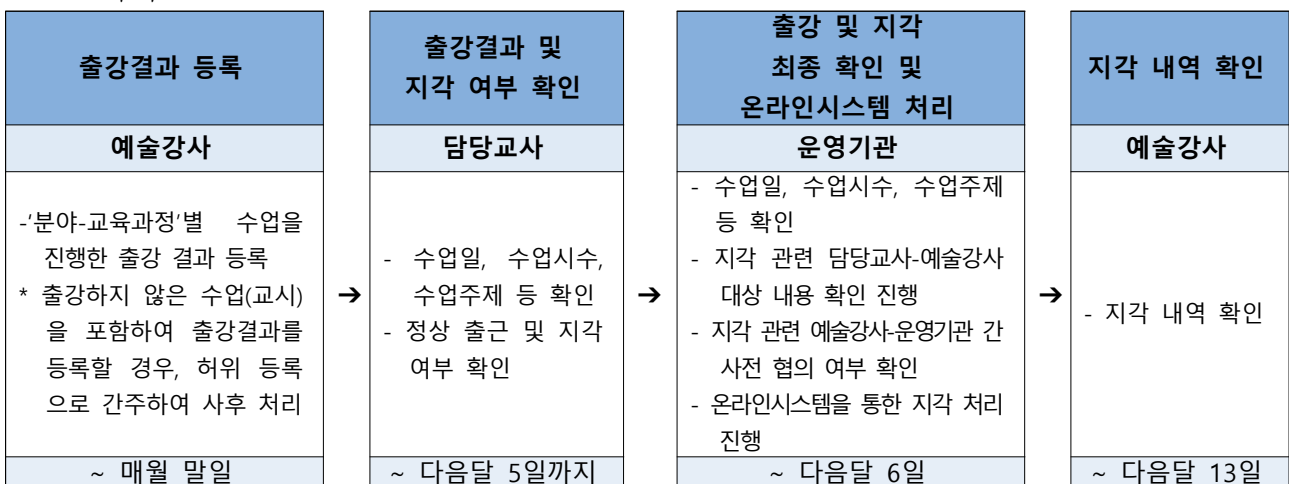 출강결과 등록
예술강사
-'분야-교육과정'별 수업을
진행한 출강 결과 등록
* 출강하지 않은 수업(교시)
을 포함하여 출강결과를
등록할 경우, 허위 등록
으로 간주하여 사후 처리
~ 매월 말일
➔
출강결과 및
지각 여부 확인
담당교사
- 수업일, 수업시수,
수업주제 등 확인
- 정상 출근 및 지각
여부 확인
~ 다음달 5일까지
➔
출강 및 지각
최종 확인 및
온라인시스템 처리
운영기관
- 수업일, 수업시수, 수업주제
등 확인
- 지각 관련 담당교사-예술강사
대상 내용 확인 진행
- 지각 관련 예술강사-운영기관 간
사전 협의 여부 확인
- 온라인시스템을 통한 지각 처리
진행
~ 다음달 6일
➔
지각 내역 확인
예술강사
- 지각 내역 확인
~ 다음달 13일